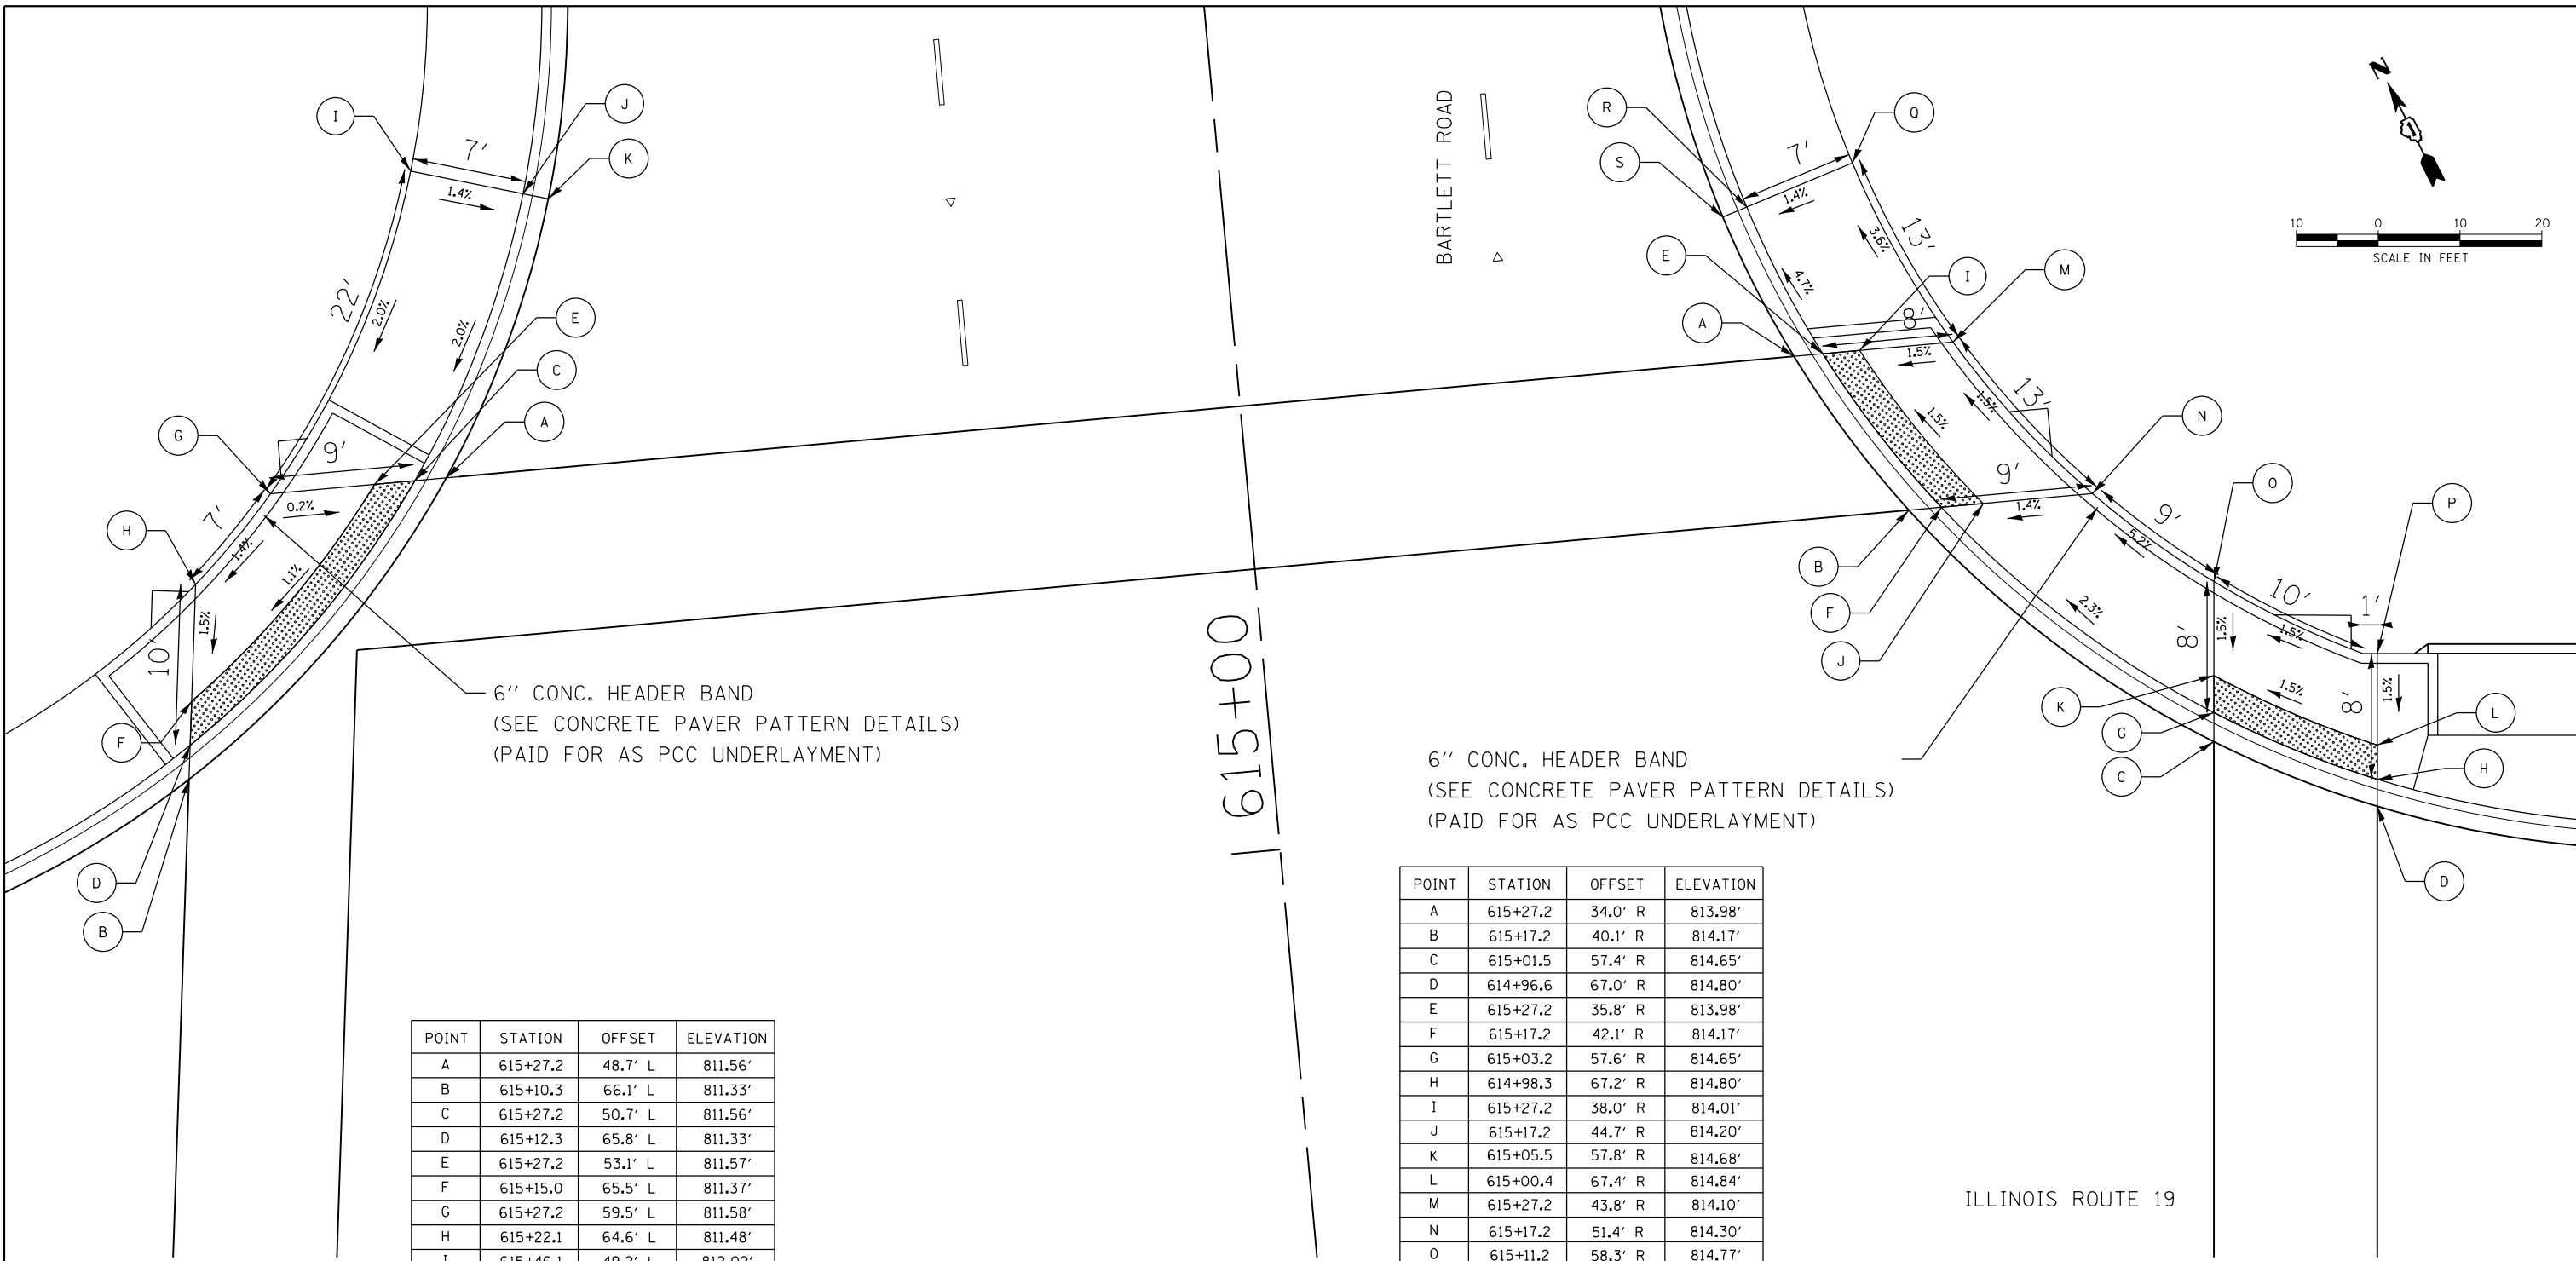 I
J
K
7'
1.4%
22'
2.0%
2.0%
E
C
A
G
9'
0.2%
H
7'
1.4%
1.1%
1.5%
10'
F
D
B
6'' CONC. HEADER BAND
(SEE CONCRETE PAVER PATTERN DETAILS)
(PAID FOR AS PCC UNDERLAYMENT)
615+00
BARTLETT ROAD
R
S
Q
7'
1.4%
13'
3.6%
E
I
M
4.7%
A
8'
1.5%
13'
1.5%
1.5%
N
9'
1.4%
O
P
B
F
J
9'
5.2%
2.3%
10'
1'
8'
1.5%
1.5%
8'
1.5%
1.5%
K
G
C
L
H
D
6'' CONC. HEADER BAND
(SEE CONCRETE PAVER PATTERN DETAILS)
(PAID FOR AS PCC UNDERLAYMENT)
N
10 0 10 20
SCALE IN FEET
POINT STATION OFFSET ELEVATION
A 615+27.2 48.7' L 811.56'
B 615+10.3 66.1' L 811.33'
C 615+27.2 50.7' L 811.56'
D 615+12.3 65.8' L 811.33'
E 615+27.2 53.1' L 811.57'
F 615+15.0 65.5' L 811.37'
G 615+27.2 59.5' L 811.58'
H 615+22.1 64.6' L 811.48'
POINT STATION OFFSET ELEVATION
A 615+27.2 34.0' R 813.98'
B 615+17.2 40.1' R 814.17'
C 615+01.5 57.4' R 814.65'
D 614+96.6 67.0' R 814.80'
E 615+27.2 35.8' R 813.98'
F 615+17.2 42.1' R 814.17'
G 615+03.2 57.6' R 814.65'
H 614+98.3 67.2' R 814.80'
I 615+27.2 38.0' R 814.01'
J 615+17.2 44.7' R 814.20'
K 615+05.5 57.8' R 814.68'
L 615+00.4 67.4' R 814.84'
M 615+27.2 43.8' R 814.10'
N 615+17.2 51.4' R 814.30'
O 615+11.2 58.3' R 814.77'
ILLINOIS ROUTE 19